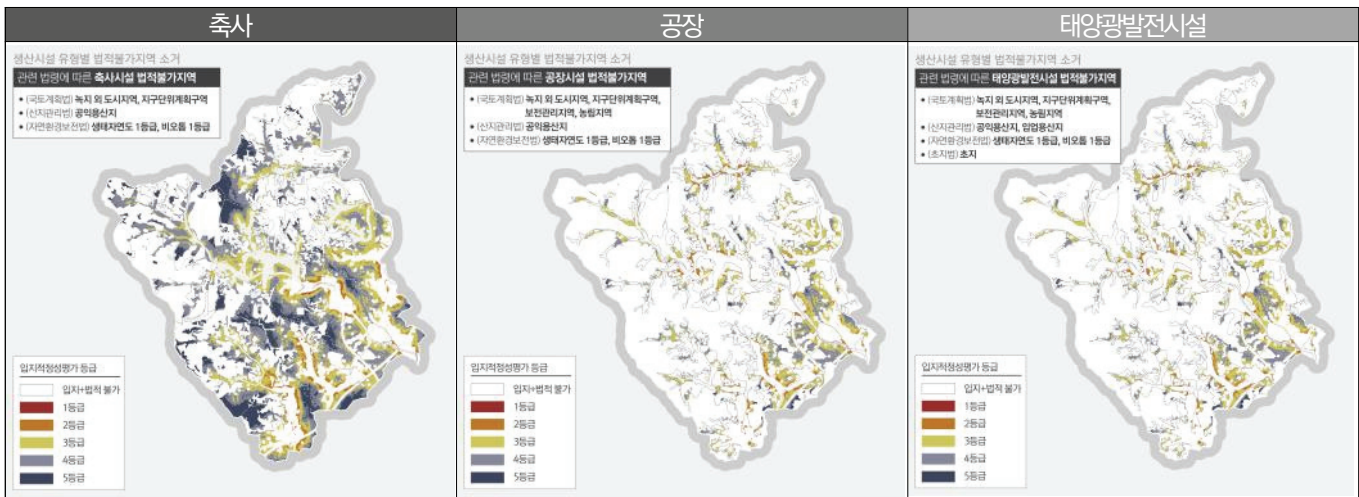 축사
생산시설 유형별 법적불가지역 소거
관련 법령에 따른 축사시설 법적불가지역
• (국토계획법) 녹지 외 도시지역, 지구단위계획구역
• (산지관리법) 공익용산지
• (자연환경보전법) 생태자연도 1등급, 비오톱 1등급
입지적정성평가 등급
입지+법적 불가
1등급
2등급
3등급
4등급
5등급
공장
생산시설 유형별 법적불가지역 소거
관련 법령에 따른 공장시설 법적불가지역
• (국토계획법) 녹지 외 도시지역, 지구단위계획구역,
보전관리지역, 농림지역
• (산지관리법) 공익용산지
• (자연환경보전법) 생태자연도 1등급, 비오톱 1등급
입지적정성평가 등급
입지+법적 불가
1등급
2등급
3등급
4등급
5등급
태양광발전시설
생산시설 유형별 법적불가지역 소거
관련 법령에 따른 태양광발전시설 법적불가지역
• (국토계획법) 녹지 외 도시지역, 지구단위계획구역,
보전관리지역, 농림지역
• (산지관리법) 공익용산지, 임업용산지
• (자연환경보전법) 생태자연도 1등급, 비오톱 1등급
• (초지법) 초지
입지적정성평가 등급
입지+법적 불가
1등급
2등급
3등급
4등급
5등급